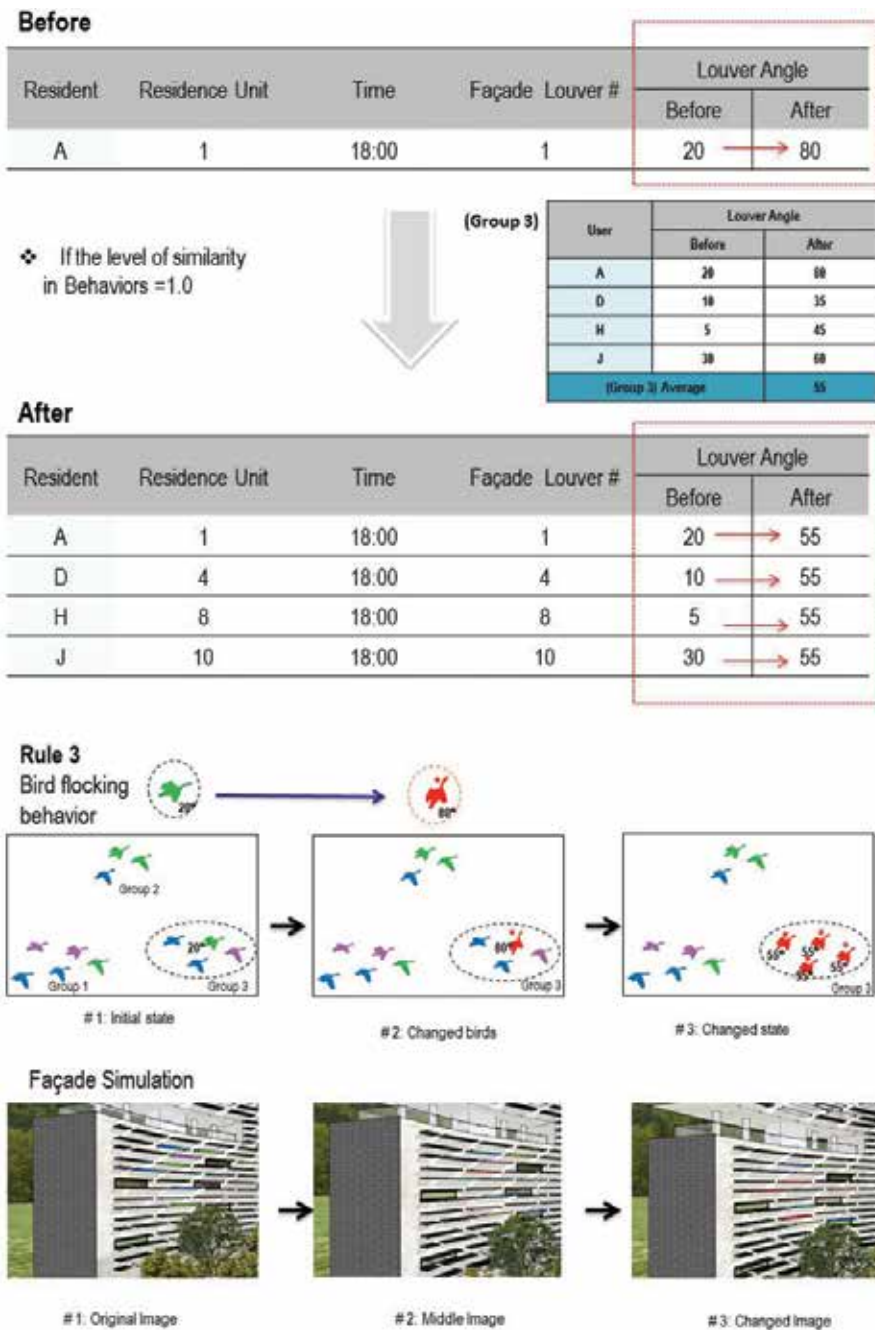 Before
Resident Residence Unit Time Façade Louver # Louver Angle
Before After
A 1 18:00 1 20 80
(Group 3)
User Louver Angle
Before After
A 20 80
D 10 35
H 5 45
J 30 60
(Group 3) Average 55
❖ If the level of similarity
in Behaviors =1.0
After
Resident Residence Unit Time Façade Louver # Louver Angle
Before After
A 1 18:00 1 20 55
D 4 18:00 4 10 55
H 8 18:00 8 5 55
J 10 18:00 10 30 55
Rule 3
Bird flocking
behavior
20°
80°
Group 2
20°
Group 1
Group 3
80°
Group 3
55°
55°
55°
55°
Group 3
#1: Initial state
#2: Changed birds
#3: Changed state
Façade Simulation
#1: Original Image
#2: Middle Image
#3: Changed Image